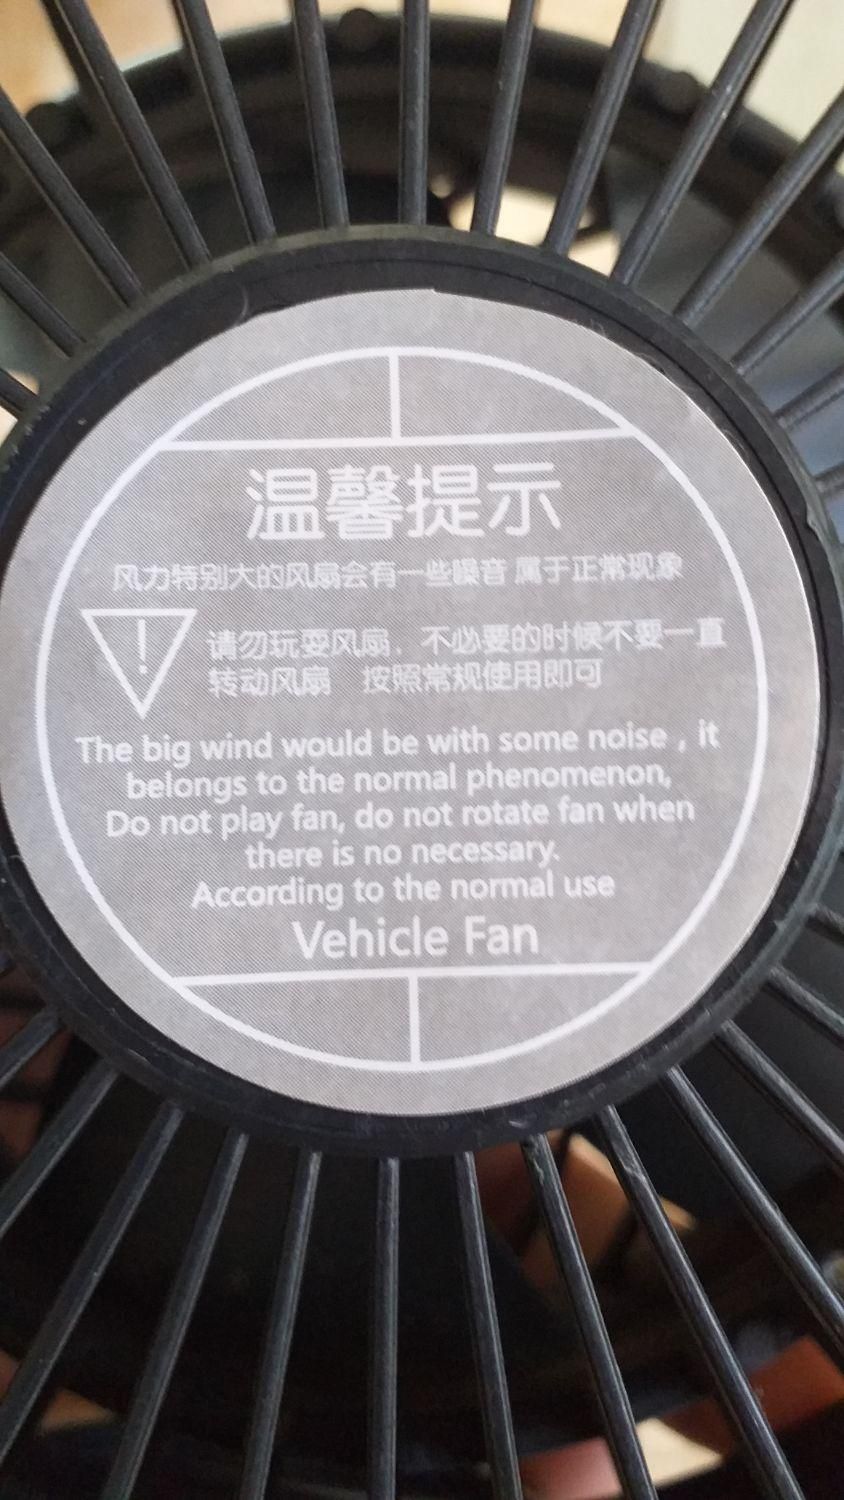 温馨提示
风力特别大的风扇会有一些噪音 属于正常现象
!
请勿玩耍风扇，不必要的时候不要一直
转动风扇 按照常规使用即可
The big wind would be with some noise , it
belongs to the normal phenomenon,
Do not play fan, do not rotate fan when
there is no necessary.
According to the normal use
Vehicle Fan